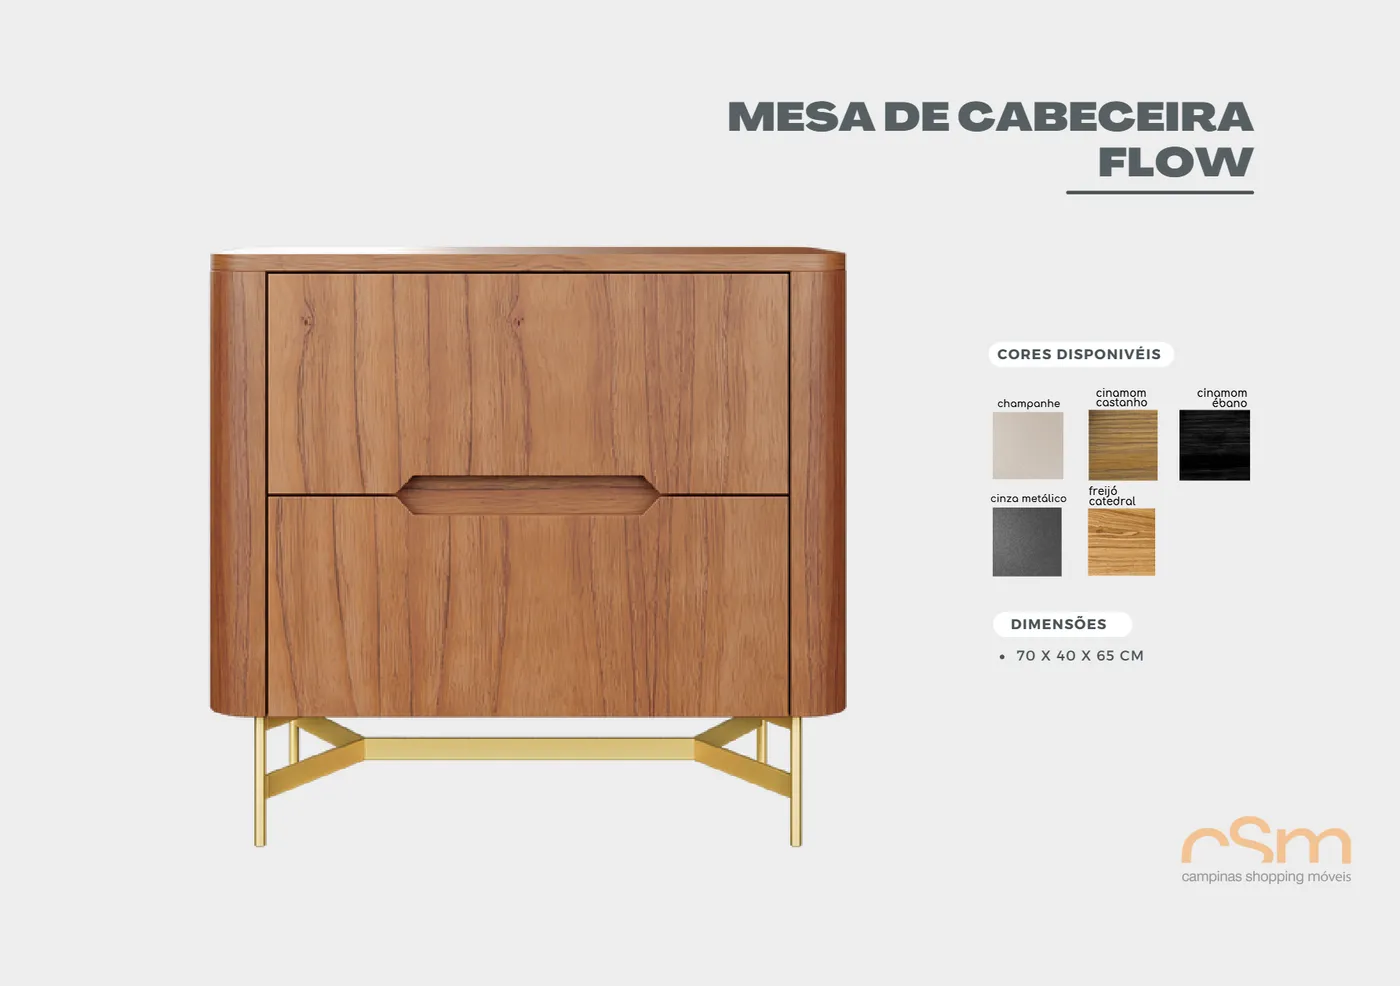 MESA DE CABECEIRA
FLOW
CORES DISPONIVÉIS
champanhe
cinamom
castanho
cinamom
ébano
cinza metálico
freijó
catedral
DIMENSÕES
• 70 X 40 X 65 CM
csm
campinas shopping móveis